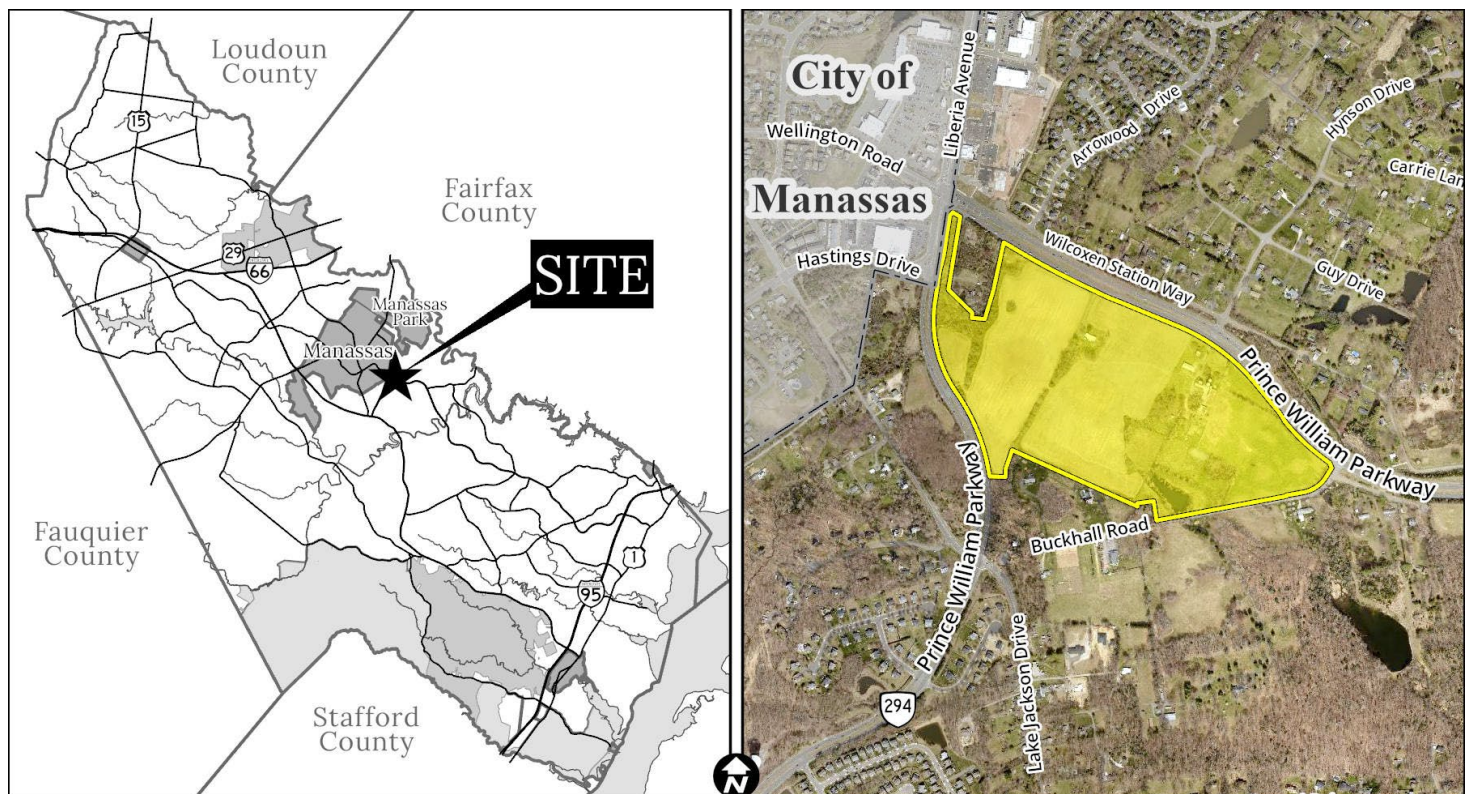 Loudoun
County
15
Fairfax
County
29
66
SITE
Manassas
Park
Manassas
Fauquier
County
1
95
Stafford
County
N
City of
Manassas
Liberia Avenue
Wellington Road
Arrowood Drive
Hynson Drive
Carrie Lan
Hastings Drive
Wilcoxen Station Way
Guy Drive
Prince William Parkway
Buckhall Road
Prince William Parkway
Lake Jackson Drive
294